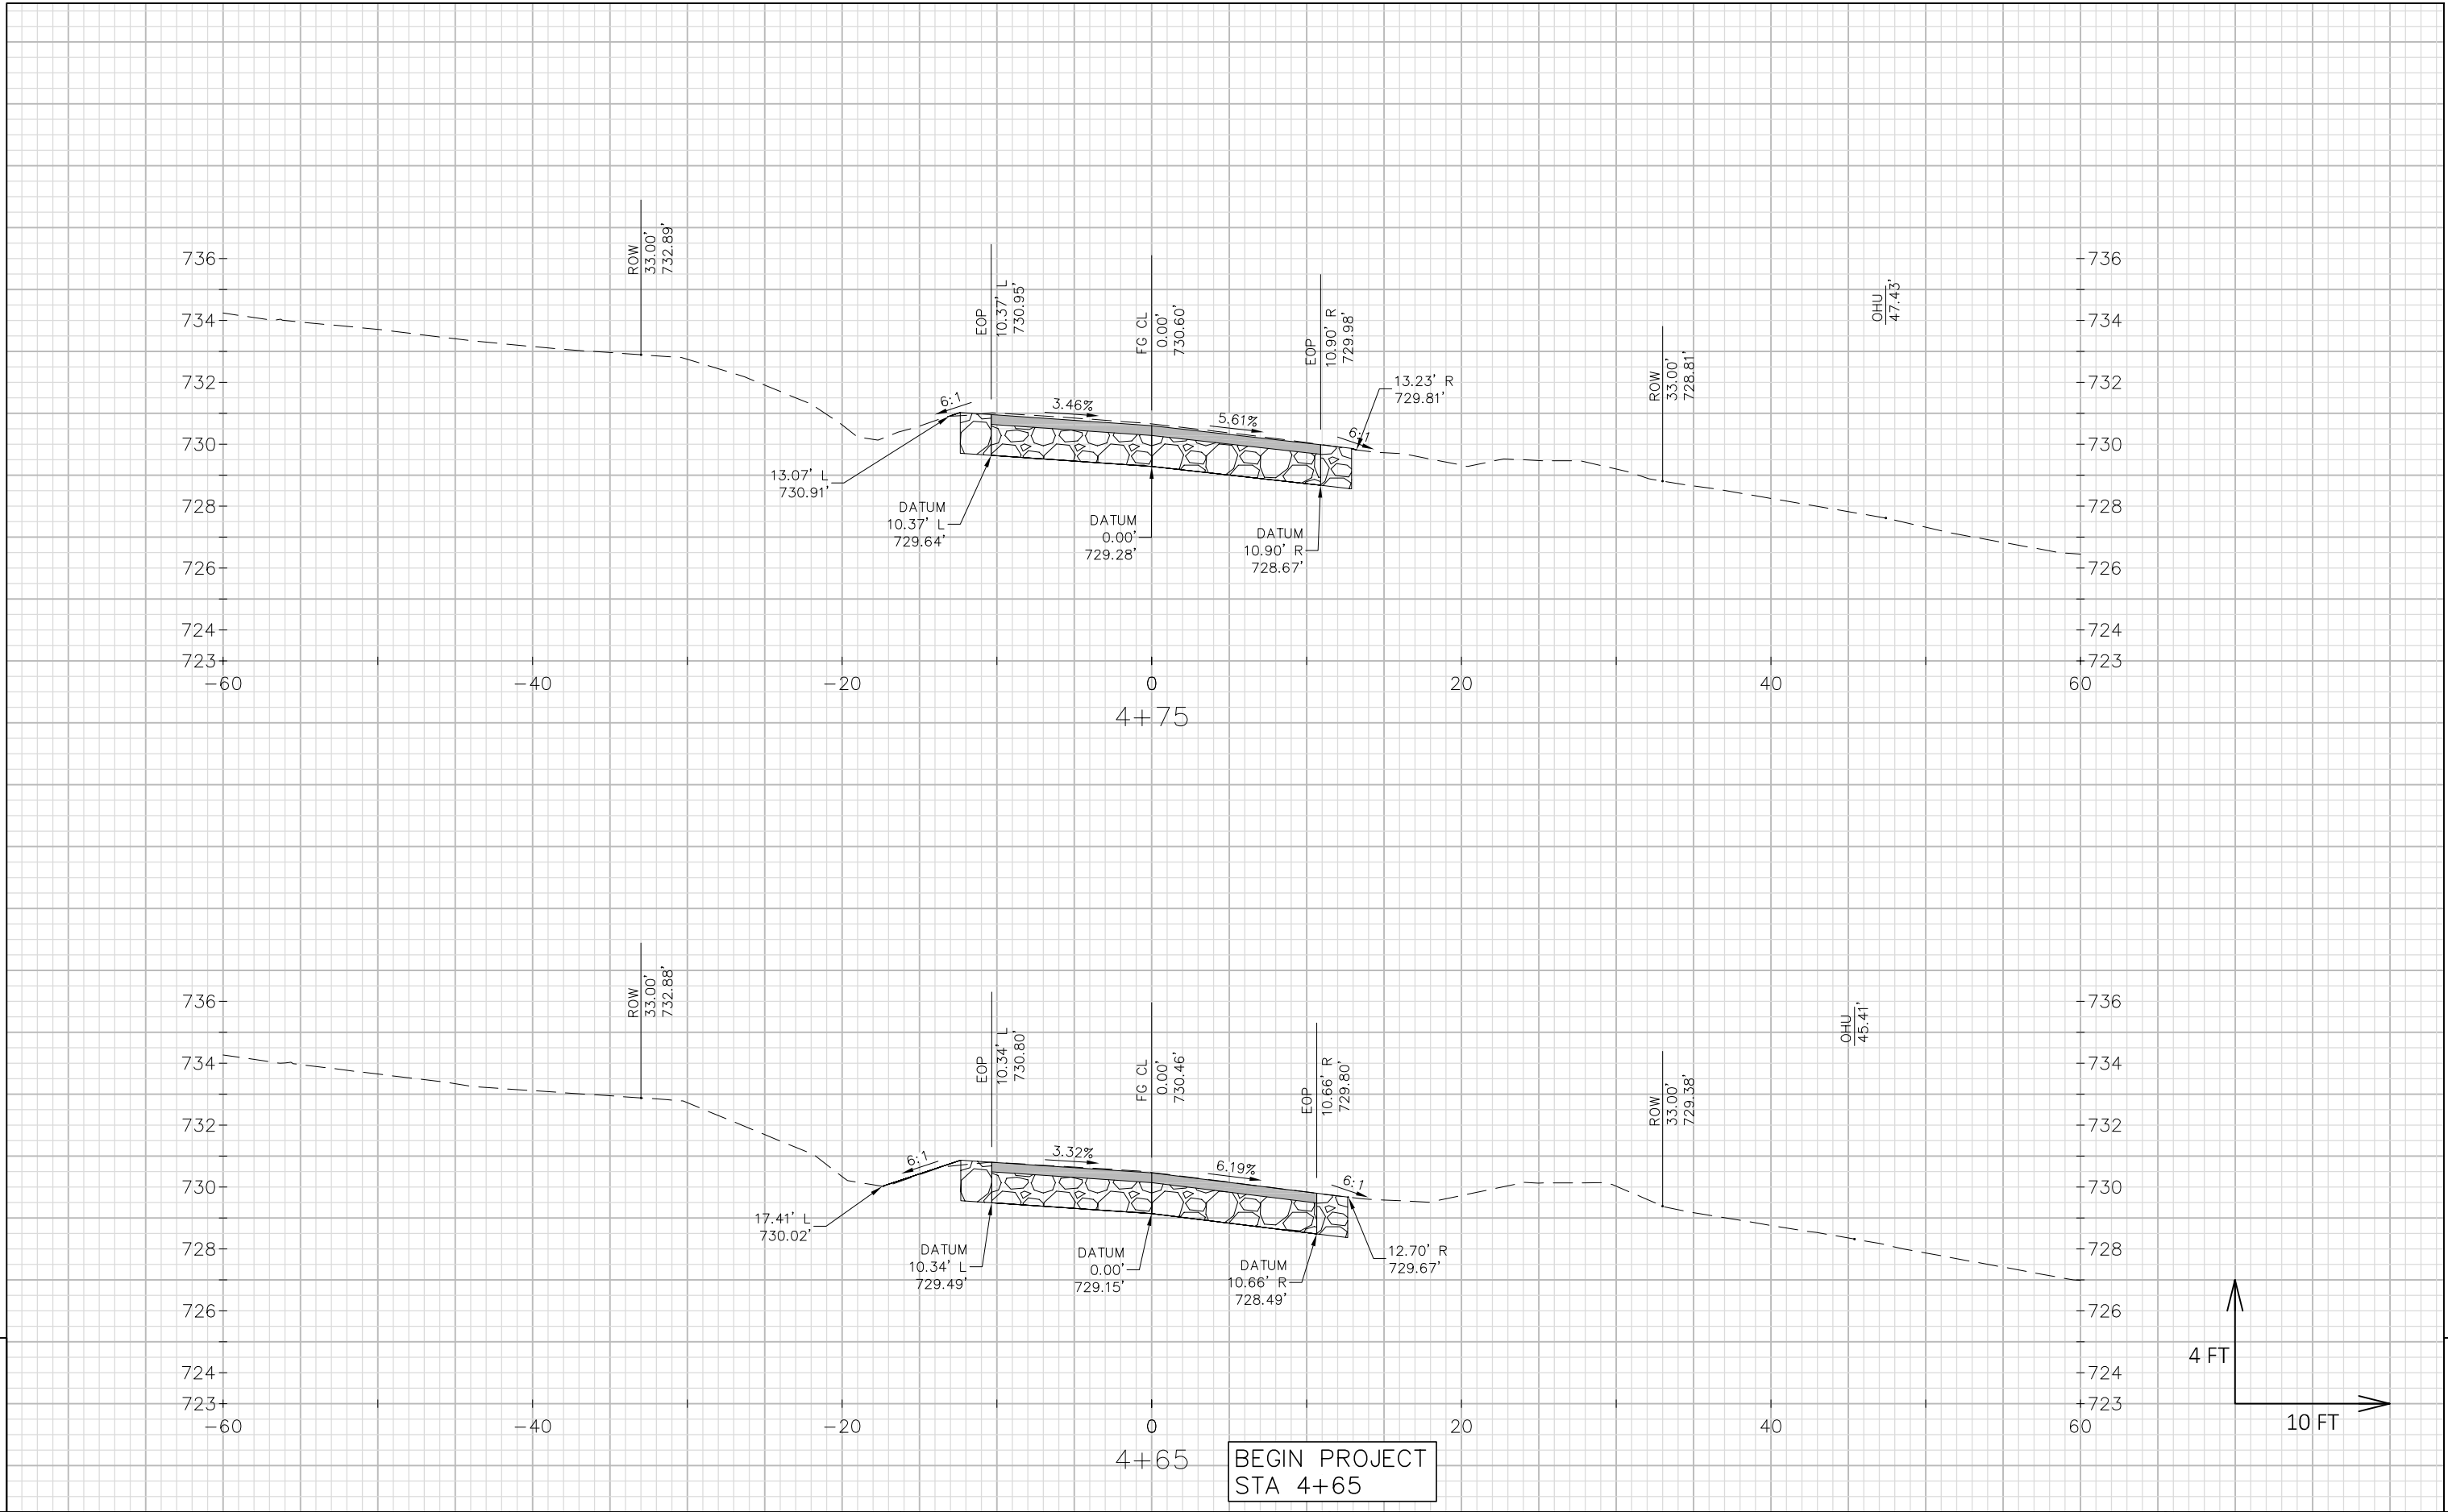 ROW
33.00'
732.89'
EOP
10.37' L
730.95'
FG CL
0.00'
730.60'
EOP
10.90' R
729.98'
ROW
33.00'
728.81'
OHU
47.43'
736
734
732
730
728
726
724
723
736
734
732
730
728
726
724
723
6:1
3.46%
5.61%
6:1
13.23' R
729.81'
13.07' L
730.91'
DATUM
10.37' L
729.64'
DATUM
0.00'
729.28'
DATUM
10.90' R
728.67'
-60
-40
-20
0
20
40
60
4+75
ROW
33.00'
732.88'
EOP
10.34' L
730.80'
FG CL
0.00'
730.46'
EOP
10.66' R
729.80'
ROW
33.00'
729.38'
OHU
45.41'
736
734
732
730
728
726
724
723
736
734
732
730
728
726
724
723
6:1
3.32%
6.19%
6:1
17.41' L
730.02'
DATUM
10.34' L
729.49'
DATUM
0.00'
729.15'
DATUM
10.66' R
728.49'
12.70' R
729.67'
4 FT
10 FT
-60
-40
-20
0
20
40
60
4+65
BEGIN PROJECT
STA 4+65